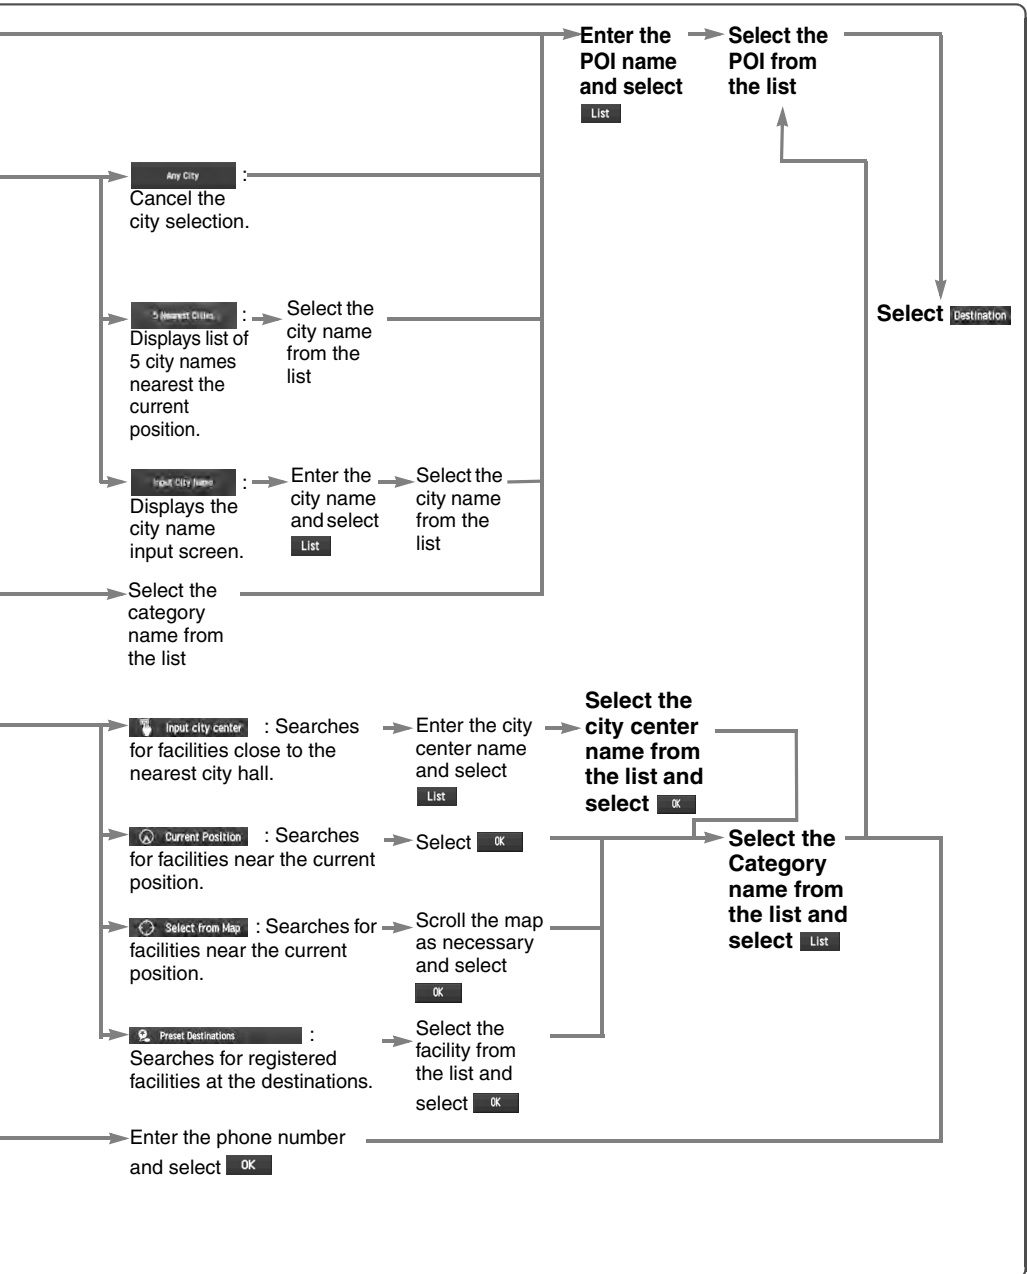 Enter the
POI name
and select
List
Select the
POI from
the list
Any City :
Cancel the
city selection.
5 Nearest Cities :
Displays list of
5 city names
nearest the
current
position.
Select the
city name
from the
list
Select Destination
Input City Name :
Displays the
city name
input screen.
Enter the
city name
and select
List
Select the
city name
from the
list
Select the
category
name from
the list
Input city center : Searches
for facilities close to the
nearest city hall.
Enter the city
center name
and select
List
Select the
city center
name from
the list and
select OK
Current Position : Searches
for facilities near the current
position.
Select OK
Select the
Category
name from
the list and
select List
Select from Map : Searches for
facilities near the current
position.
Scroll the map
as necessary
and select
OK
Preset Destinations :
Searches for registered
facilities at the destinations.
Select the
facility from
the list and
select OK
Enter the phone number
and select OK